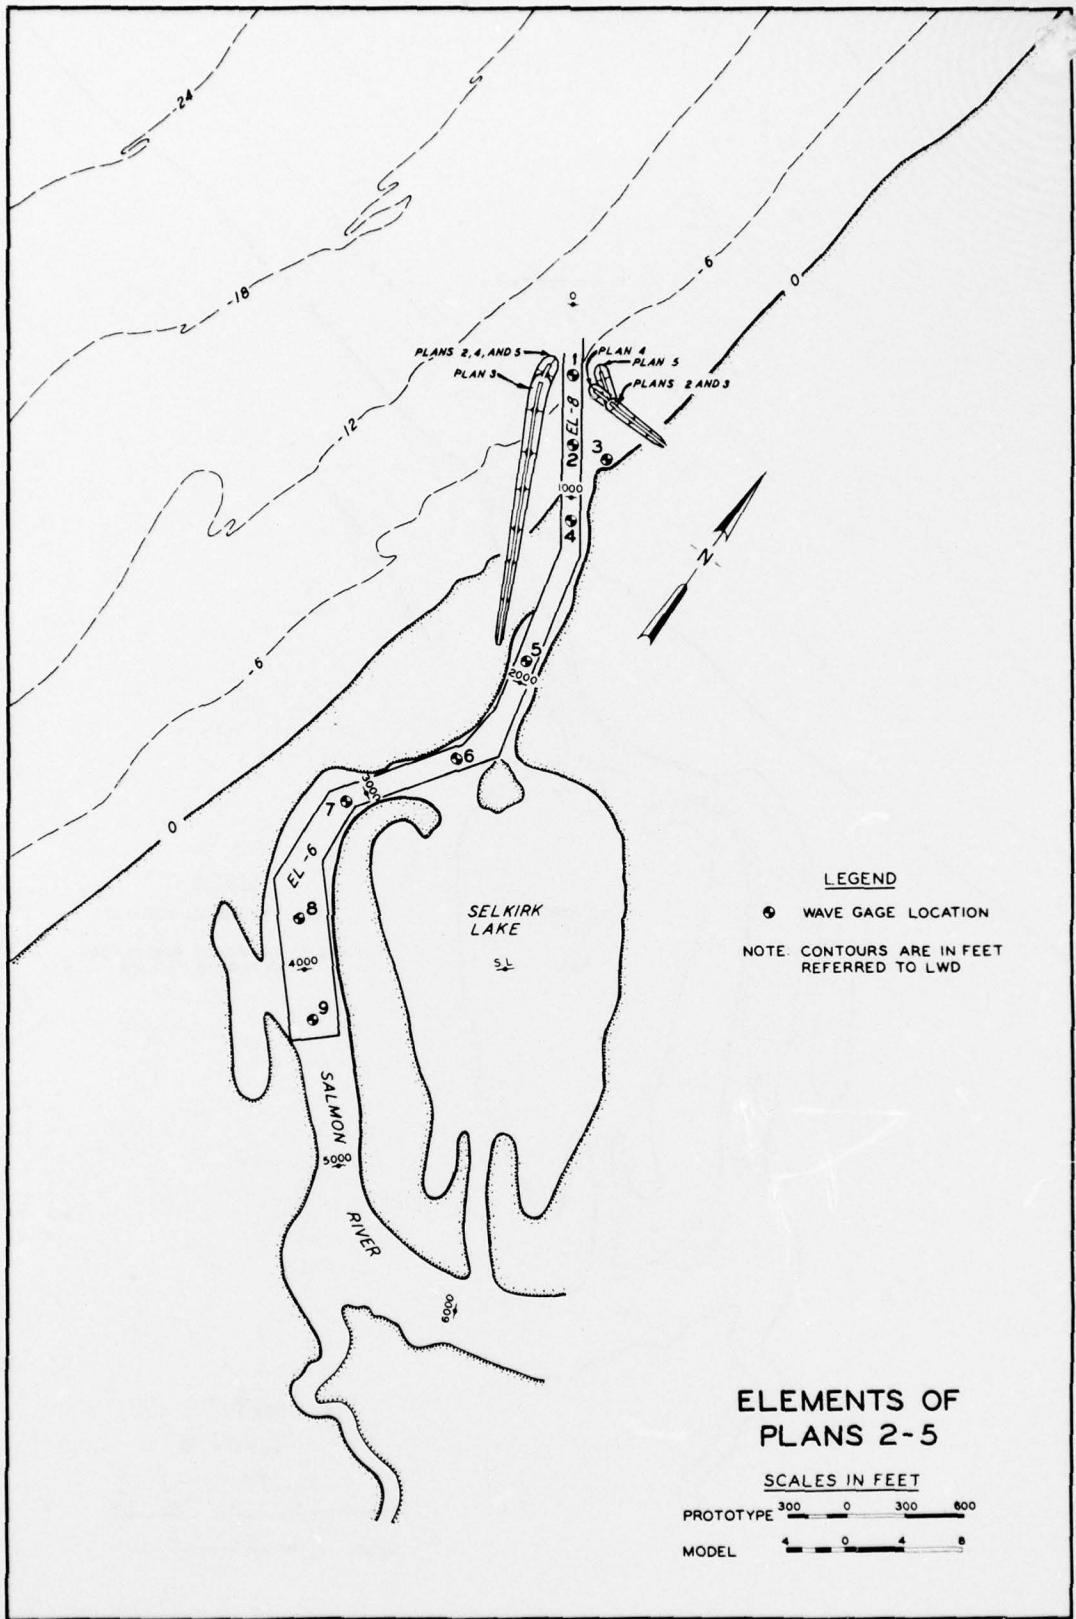 -24
5
-18
-6
0
0
-12
PLANS 2, 4, AND 5
PLAN 3
1
PLAN 4
PLAN 5
PLANS 2 AND 3
EL-8
2
3
1000
4
N
-6
5
2000
6
3000
7
0
EL-6
8
4000
9
SELKIRK
LAKE
S.L
SALMON
5000
RIVER
6000
LEGEND
WAVE GAGE LOCATION
NOTE: CONTOURS ARE IN FEET
REFERRED TO LWD
ELEMENTS OF
PLANS 2-5
SCALES IN FEET
PROTOTYPE 300 0 300 600
MODEL 4 0 4 8